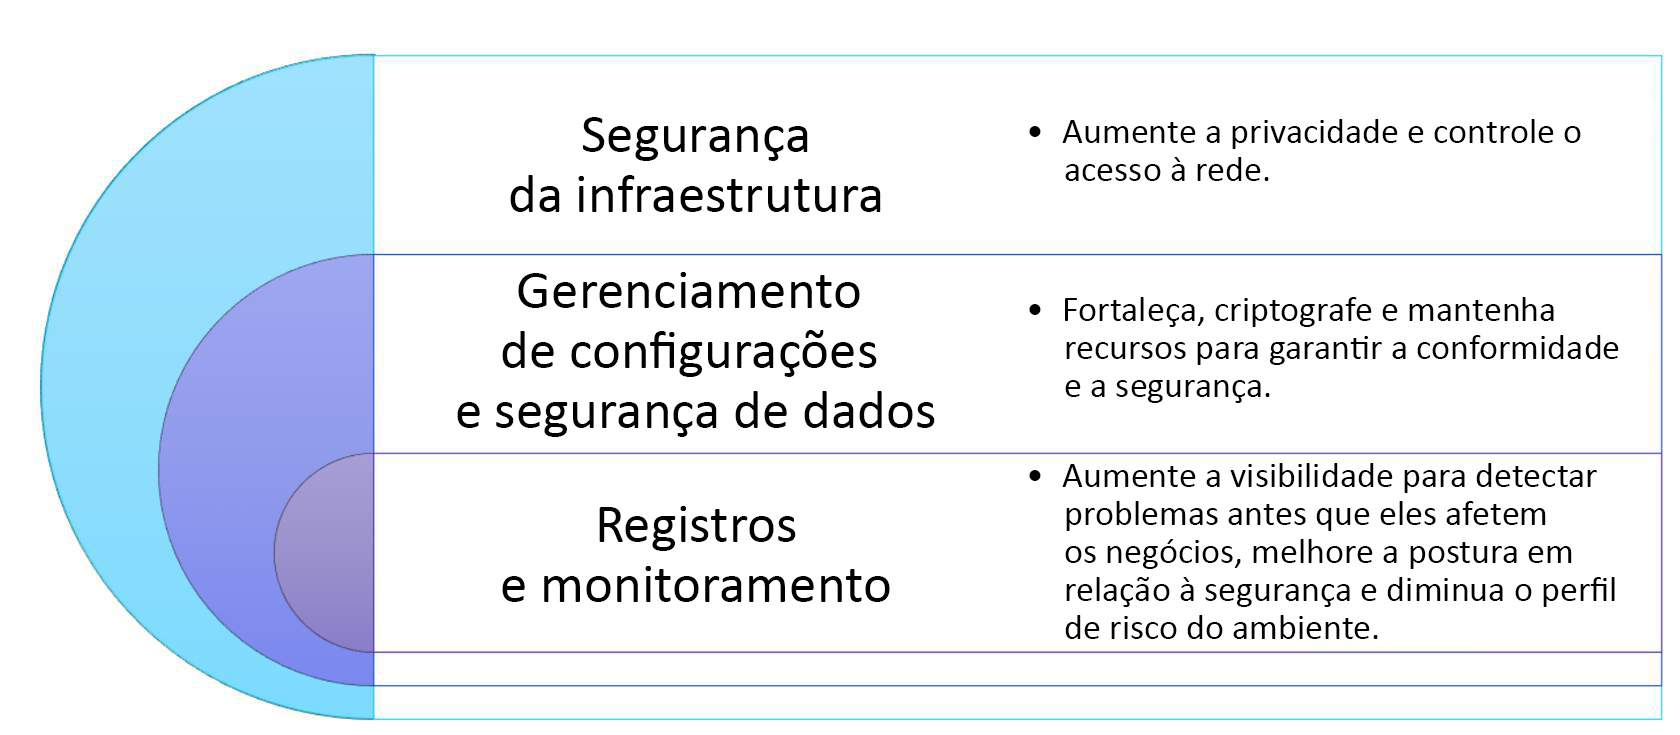 Segurança
da infraestrutura
• Aumente a privacidade e controle o
acesso à rede.
Gerenciamento
de configurações
e segurança de dados
• Fortaleça, criptografe e mantenha
recursos para garantir a conformidade
e a segurança.
Registros
e monitoramento
• Aumente a visibilidade para detectar
problemas antes que eles afetem
os negócios, melhore a postura em
relação à segurança e diminua o perfil
de risco do ambiente.